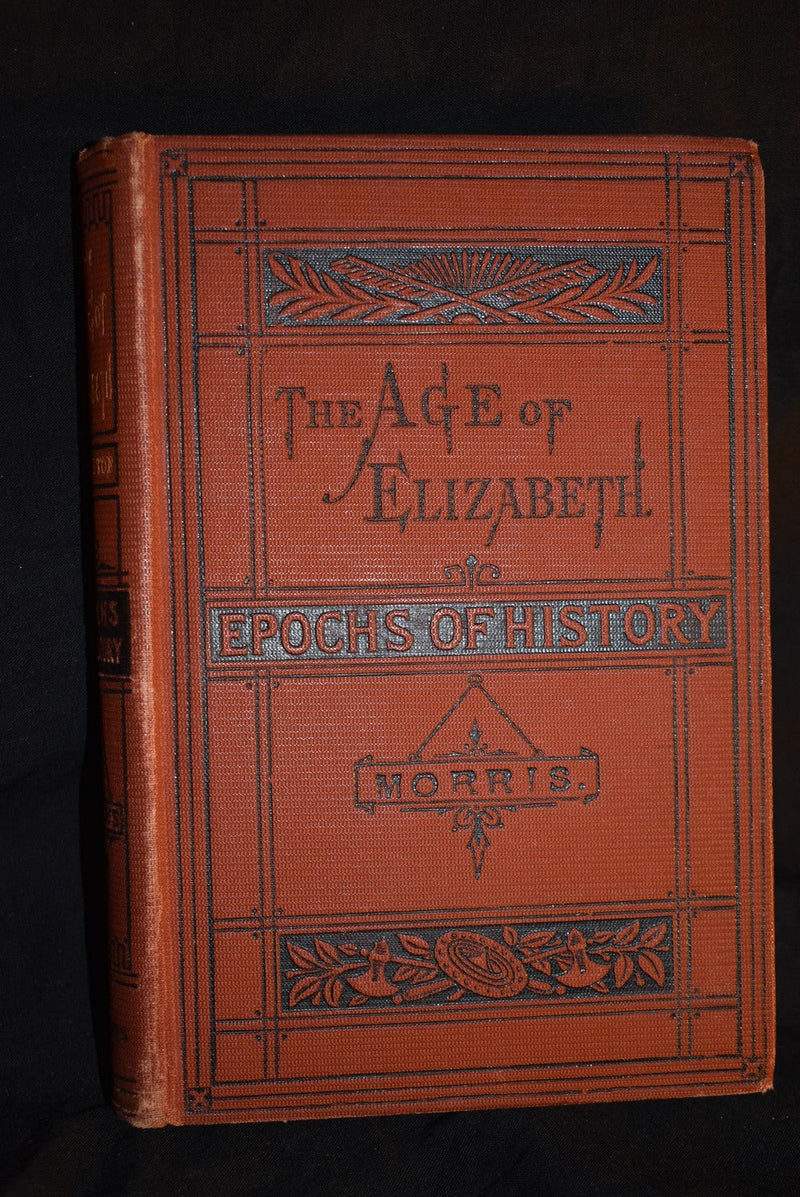 THE AGE OF
ELIZABETH.
EPOCHS OF HISTORY
MORRIS.